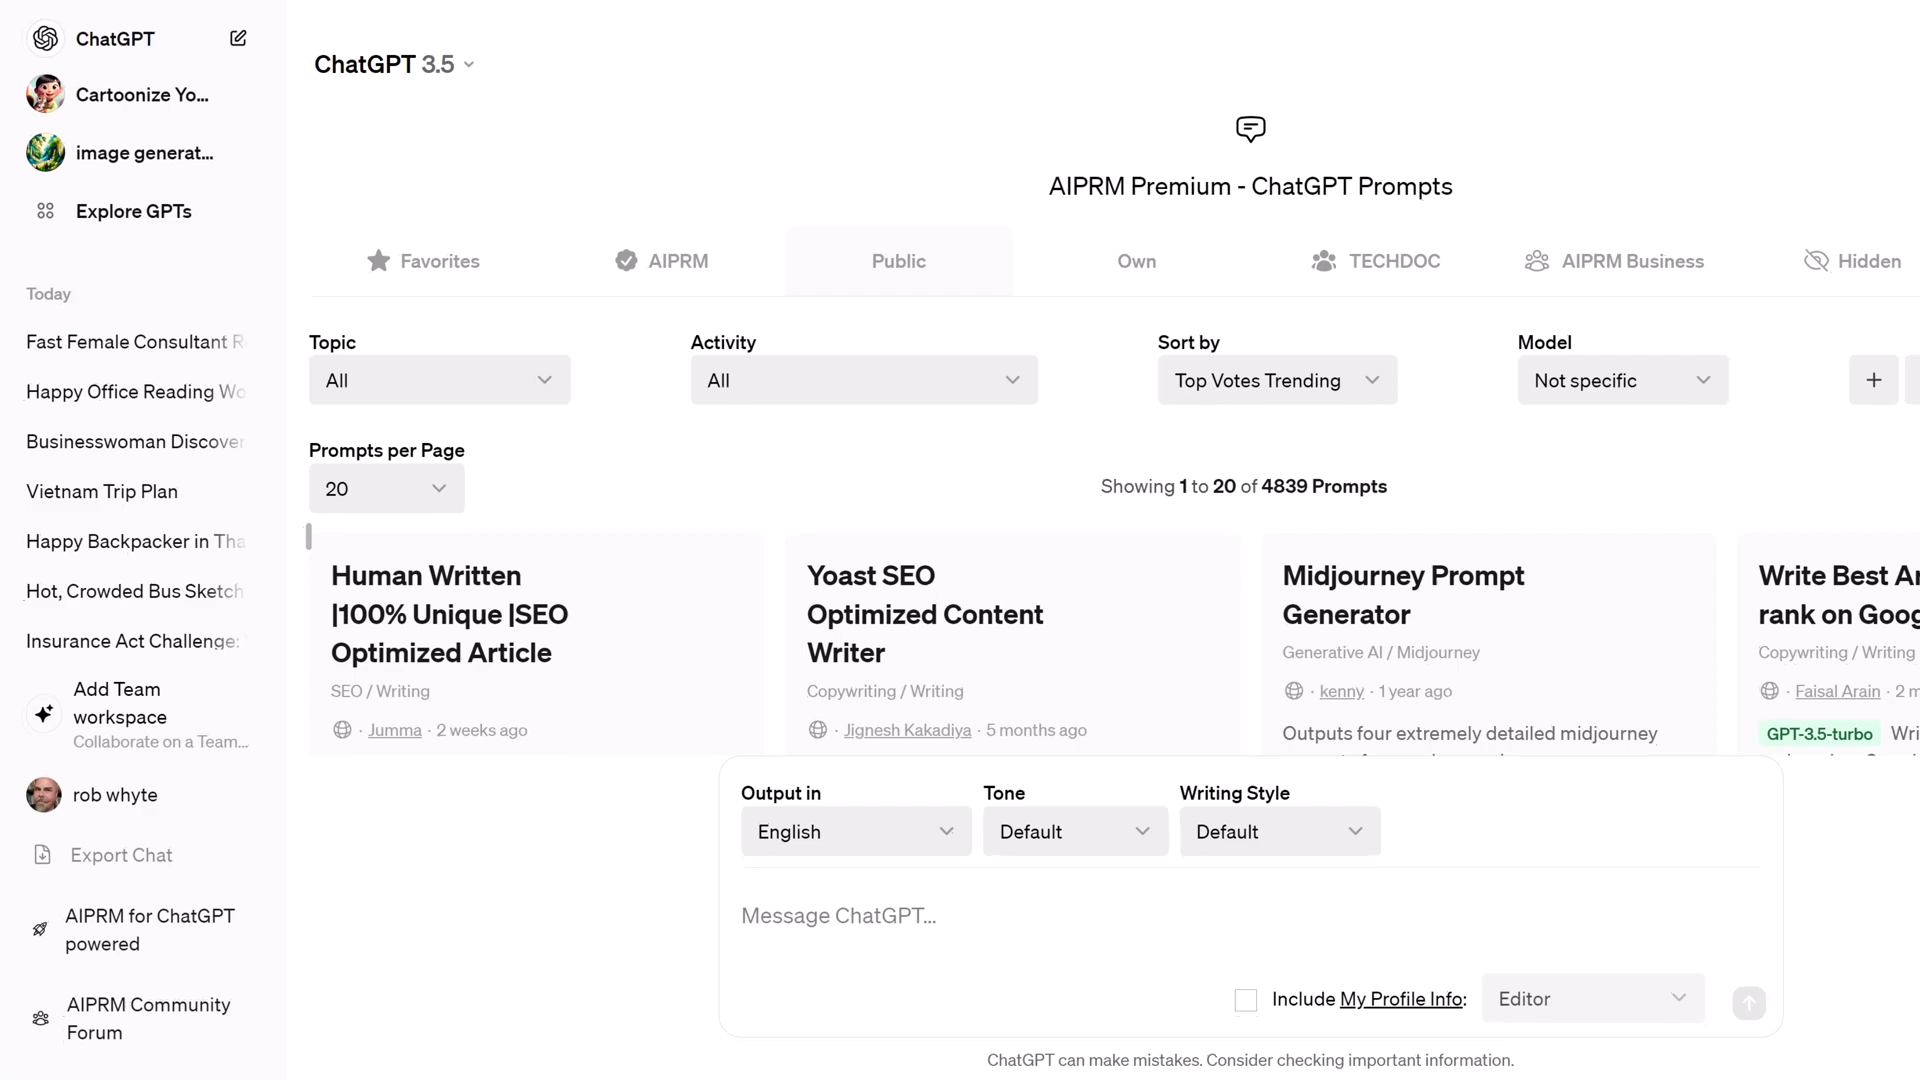 ChatGPT
Cartoonize Yo...
image generat...
Explore GPTs
Today
Fast Female Consultant
Happy Office Reading Wo
Businesswoman Discover
Vietnam Trip Plan
Happy Backpacker in Tha
Hot, Crowded Bus Sketch
Insurance Act Challenge:
Add Team
workspace
Collaborate on a Team...
rob whyte
Export Chat
AIPRM for ChatGPT
powered
AIPRM Community
Forum
ChatGPT 3.5
AIPRM Premium - ChatGPT Prompts
Favorites
AIPRM
Public
Own
TECHDOC
AIPRM Business
Hidden
Topic
All
Activity
All
Sort by
Top Votes Trending
Model
Not specific
+
Prompts per Page
20
Showing 1 to 20 of 4839 Prompts
Human Written
|100% Unique |SEO
Optimized Article
SEO / Writing
· Jumma · 2 weeks ago
Yoast SEO
Optimized Content
Writer
Copywriting / Writing
· Jignesh Kakadiya · 5 months ago
Midjourney Prompt
Generator
Generative AI / Midjourney
· kenny · 1 year ago
Outputs four extremely detailed midjourney
Write Best Ar
rank on Goog
Copywriting / Writing
· Faisal Arain · 2 m
GPT-3.5-turbo Wri
Output in
English
Tone
Default
Writing Style
Default
Message ChatGPT...
Include My Profile Info:
Editor
ChatGPT can make mistakes. Consider checking important information.